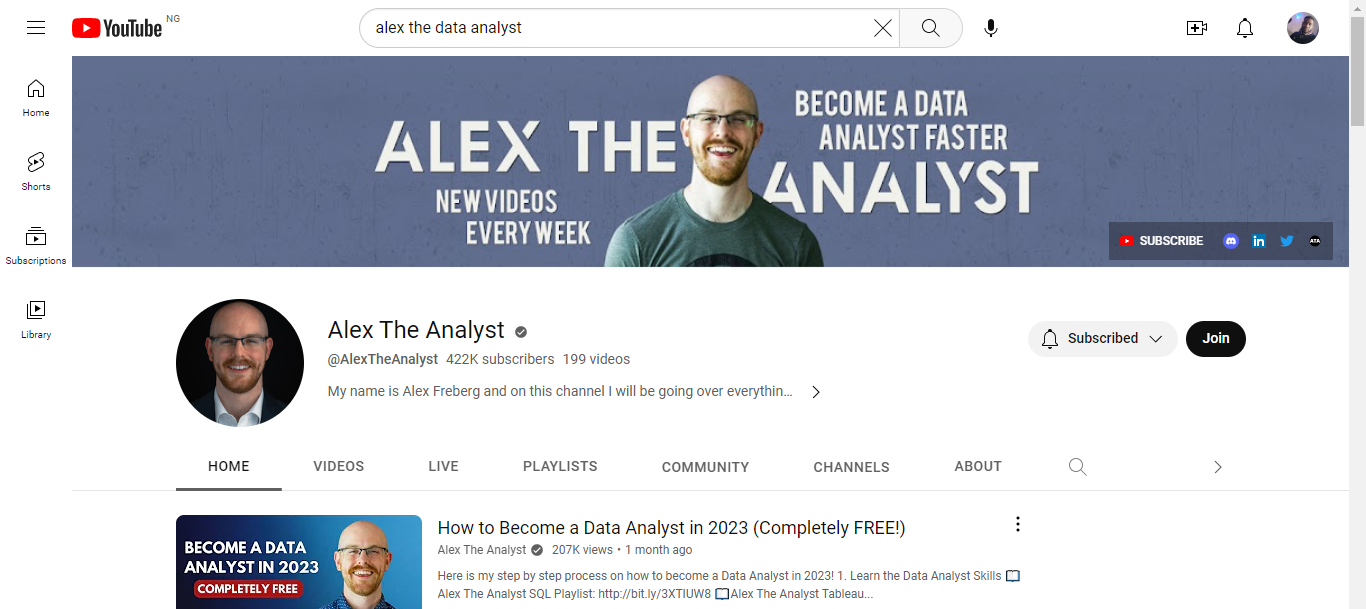 YouTube NG
alex the data analyst
Home
Shorts
Subscriptions
Library
ALEX THE ANALYST
NEW VIDEOS
EVERY WEEK
BECOME A DATA
ANALYST FASTER
SUBSCRIBE
in
ATA
Alex The Analyst
@AlexTheAnalyst 422K subscribers 199 videos
My name is Alex Freberg and on this channel I will be going over everythin...
Subscribed
Join
HOME VIDEOS LIVE PLAYLISTS COMMUNITY CHANNELS ABOUT
BECOME A DATA
ANALYST IN 2023
COMPLETELY FREE
How to Become a Data Analyst in 2023 (Completely FREE!)
Alex The Analyst 207K views • 1 month ago
Here is my step by step process on how to become a Data Analyst in 2023! 1. Learn the Data Analyst Skills 📖
Alex The Analyst SQL Playlist: http://bit.ly/3XTIUW8 📖Alex The Analyst Tableau...